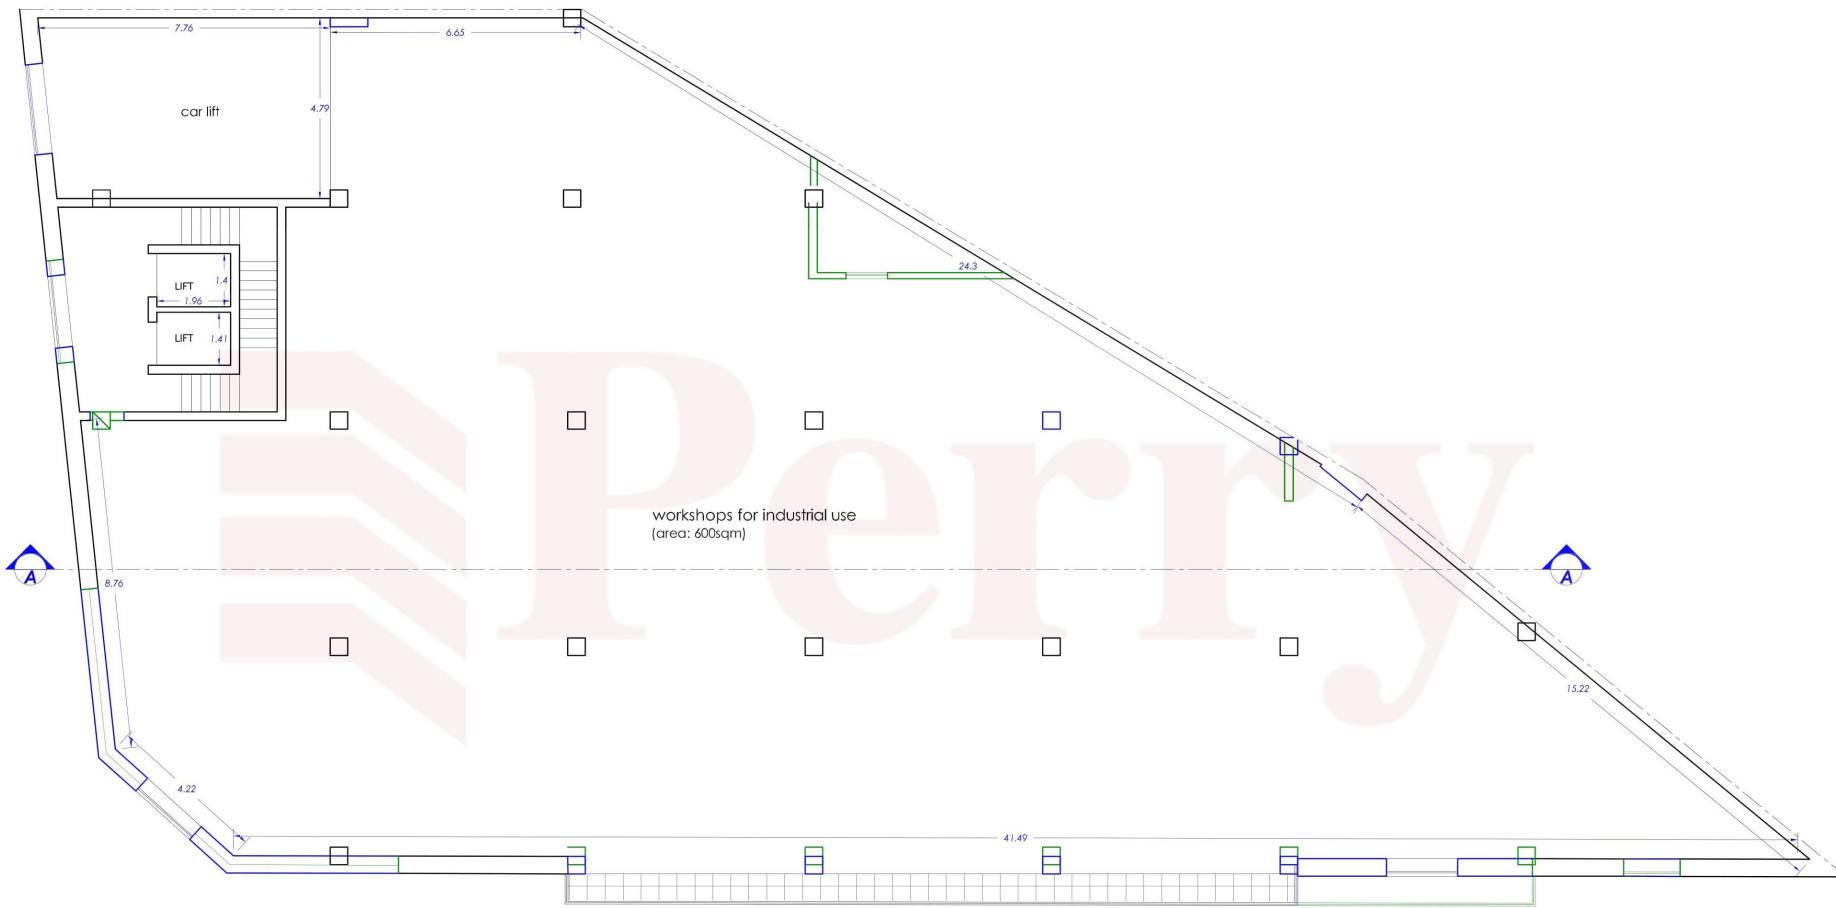 7.76
6.65
car lift
4.79
LIFT
1.4
1.96
LIFT
1.41
24.3
Perry
workshops for industrial use
(area: 600sqm)
A
8.76
A
15.22
4.22
41.49